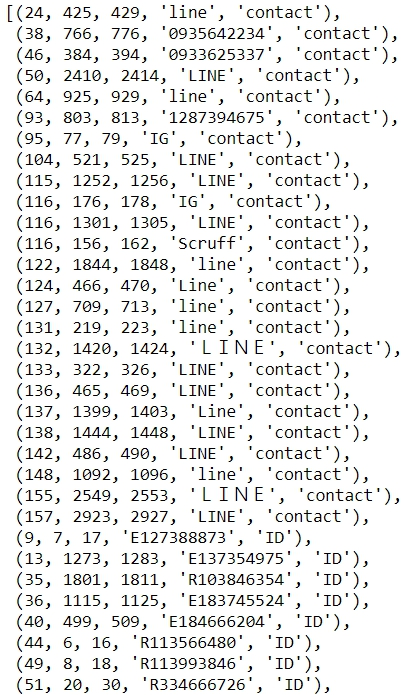 [(24, 425, 429, 'line', 'contact'),
(38, 766, 776, '0935642234', 'contact'),
(46, 384, 394, '0933625337', 'contact'),
(50, 2410, 2414, 'LINE', 'contact'),
(64, 925, 929, 'line', 'contact'),
(93, 803, 813, '1287394675', 'contact'),
(95, 77, 79, 'IG', 'contact'),
(104, 521, 525, 'LINE', 'contact'),
(115, 1252, 1256, 'LINE', 'contact'),
(116, 176, 178, 'IG', 'contact'),
(116, 1301, 1305, 'LINE', 'contact'),
(116, 156, 162, 'Scruff', 'contact'),
(122, 1844, 1848, 'line', 'contact'),
(124, 466, 470, 'Line', 'contact'),
(127, 709, 713, 'line', 'contact'),
(131, 219, 223, 'line', 'contact'),
(132, 1420, 1424, 'ＬＩＮＥ', 'contact'),
(133, 322, 326, 'LINE', 'contact'),
(136, 465, 469, 'LINE', 'contact'),
(137, 1399, 1403, 'Line', 'contact'),
(138, 1444, 1448, 'LINE', 'contact'),
(142, 486, 490, 'LINE', 'contact'),
(148, 1092, 1096, 'line', 'contact'),
(155, 2549, 2553, 'ＬＩＮＥ', 'contact'),
(157, 2923, 2927, 'LINE', 'contact'),
(9, 7, 17, 'E127388873', 'ID'),
(13, 1273, 1283, 'E137354975', 'ID'),
(35, 1801, 1811, 'R103846354', 'ID'),
(36, 1115, 1125, 'E183745524', 'ID'),
(40, 499, 509, 'E184666204', 'ID'),
(44, 6, 16, 'R113566480', 'ID'),
(49, 8, 18, 'R113993846', 'ID'),
(51, 20, 30, 'R334666726', 'ID'),